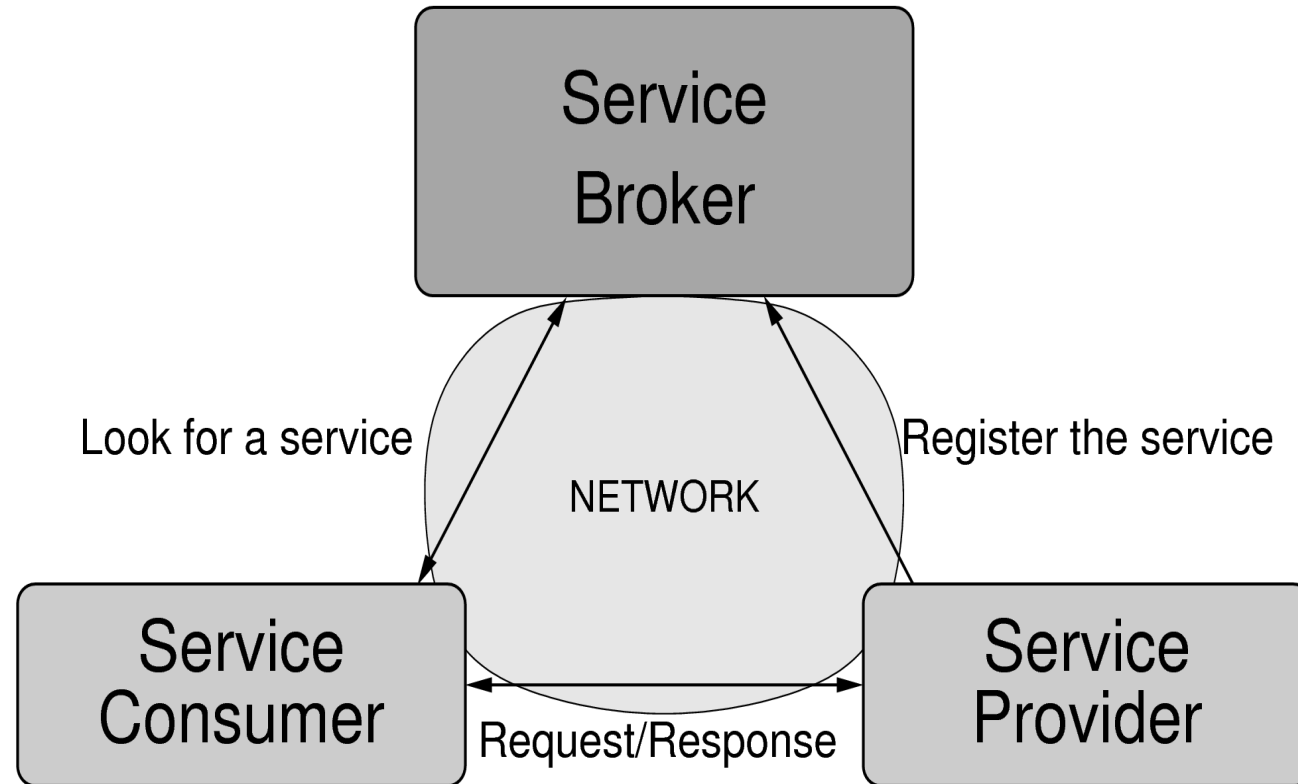 Service
Broker
Look for a service
Register the service
NETWORK
Service
Consumer
Service
Provider
Request/Response